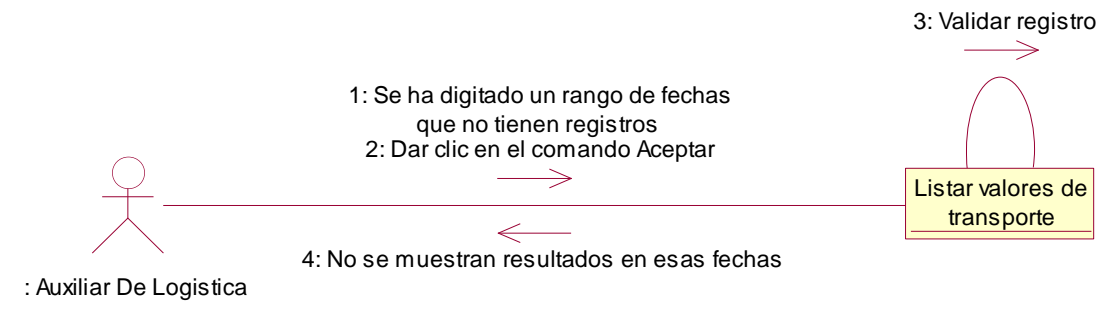 3: Validar registro
1: Se ha digitado un rango de fechas
que no tienen registros
2: Dar clic en el comando Aceptar
Listar valores de
transporte
4: No se muestran resultados en esas fechas
: Auxiliar De Logistica